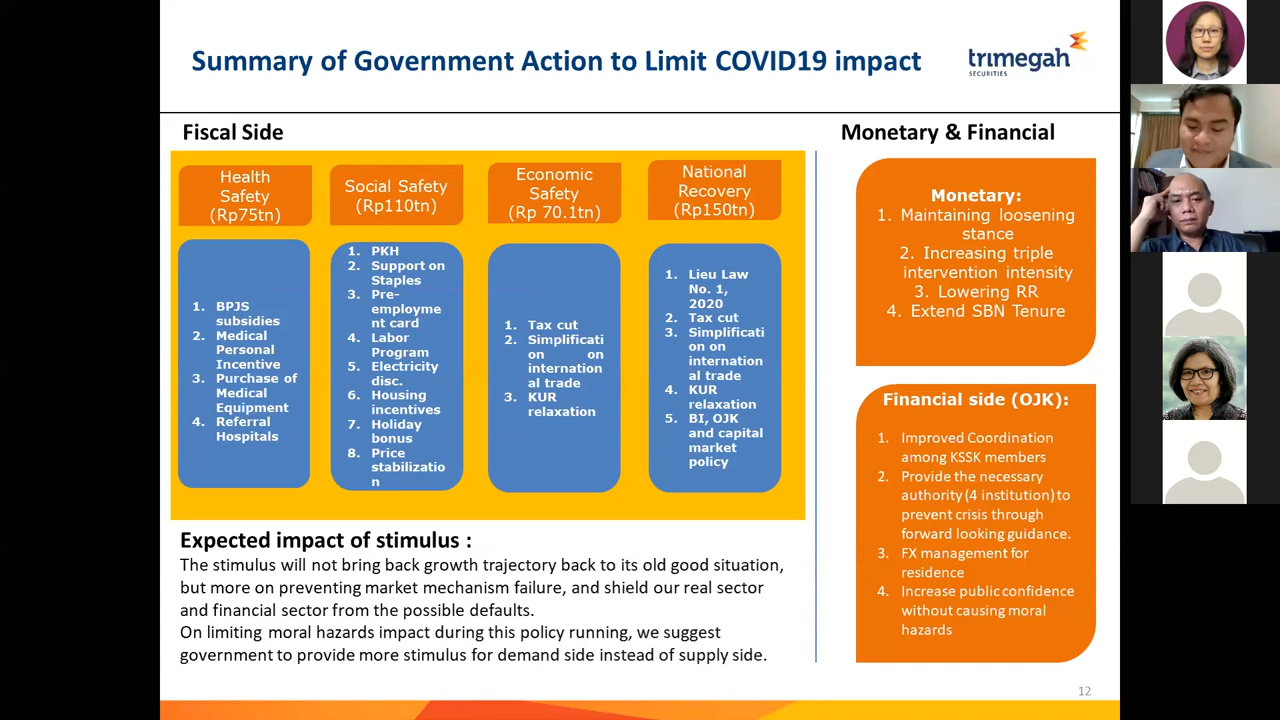 Summary of Government Action to Limit COVID19 impact
trimegah
SECURITIES
Fiscal Side
Health
Safety
(Rp75tn)
1. BPJS
subsidies
2. Medical
Personal
Incentive
3. Purchase of
Medical
Equipment
4. Referral
Hospitals
Social Safety
(Rp110tn)
1. PKH
2. Support on
Staples
3. Pre-
employme
nt card
4. Labor
Program
5. Electricity
disc.
6. Housing
incentives
7. Holiday
bonus
8. Price
stabilizatio
n
Economic
Safety
(Rp 70.1tn)
1. Tax cut
2. Simplificati
on on
internation
al trade
3. KUR
relaxation
National
Recovery
(Rp150tn)
1. Lieu Law
No. 1,
2020
2. Tax cut
3. Simplificati
on on
internation
al trade
4. KUR
relaxation
5. BI, OJK
and capital
market
policy
Expected impact of stimulus :
The stimulus will not bring back growth trajectory back to its old good situation,
but more on preventing market mechanism failure, and shield our real sector
and financial sector from the possible defaults.
On limiting moral hazards impact during this policy running, we suggest
government to provide more stimulus for demand side instead of supply side.
Monetary & Financial
Monetary:
1. Maintaining loosening
stance
2. Increasing triple
intervention intensity
3. Lowering RR
4. Extend SBN Tenure
Financial side (OJK):
1. Improved Coordination
among KSSK members
2. Provide the necessary
authority (4 institution) to
prevent crisis through
forward looking guidance.
3. FX management for
residence
4. Increase public confidence
without causing moral
hazards
12